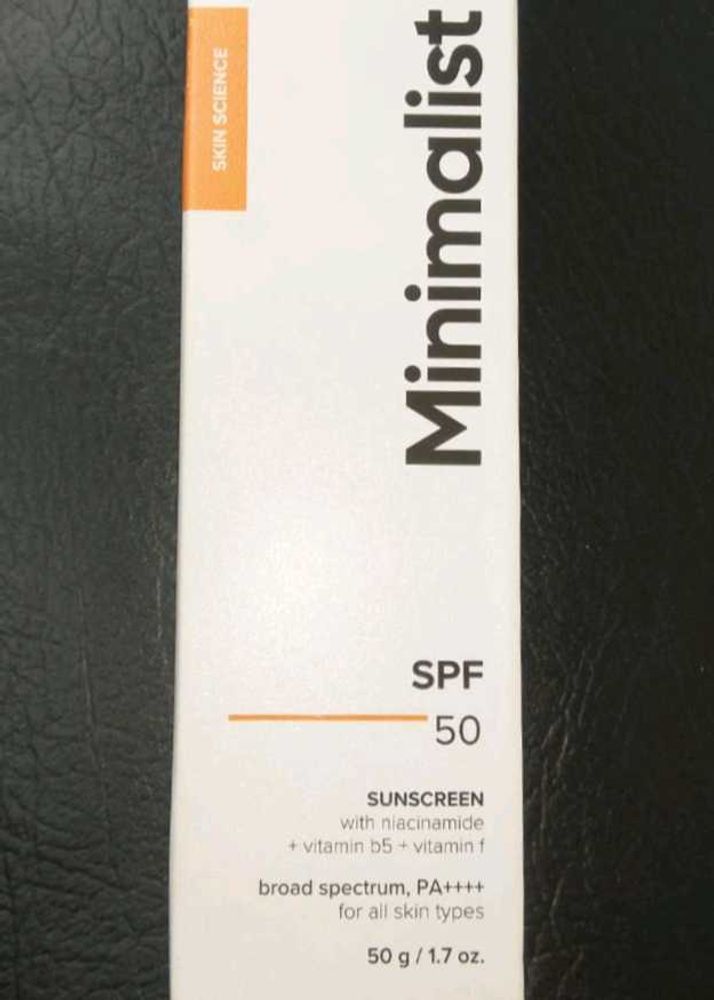 SKIN SCIENCE
Minimalist
SPF
50
SUNSCREEN
with niacinamide
+ vitamin b5 + vitamin f
broad spectrum, PA++++
for all skin types
50 g / 1.7 oz.